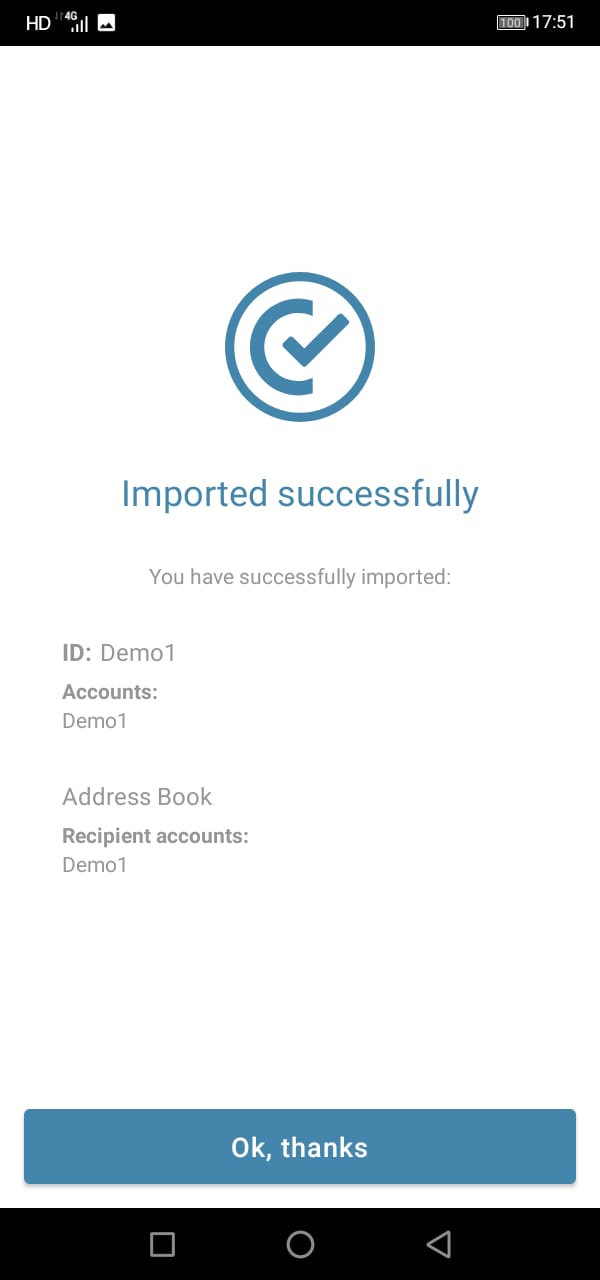 HD 4G 100 17:51
Imported successfully
You have successfully imported:
ID: Demo1
Accounts:
Demo1
Address Book
Recipient accounts:
Demo1
Ok, thanks